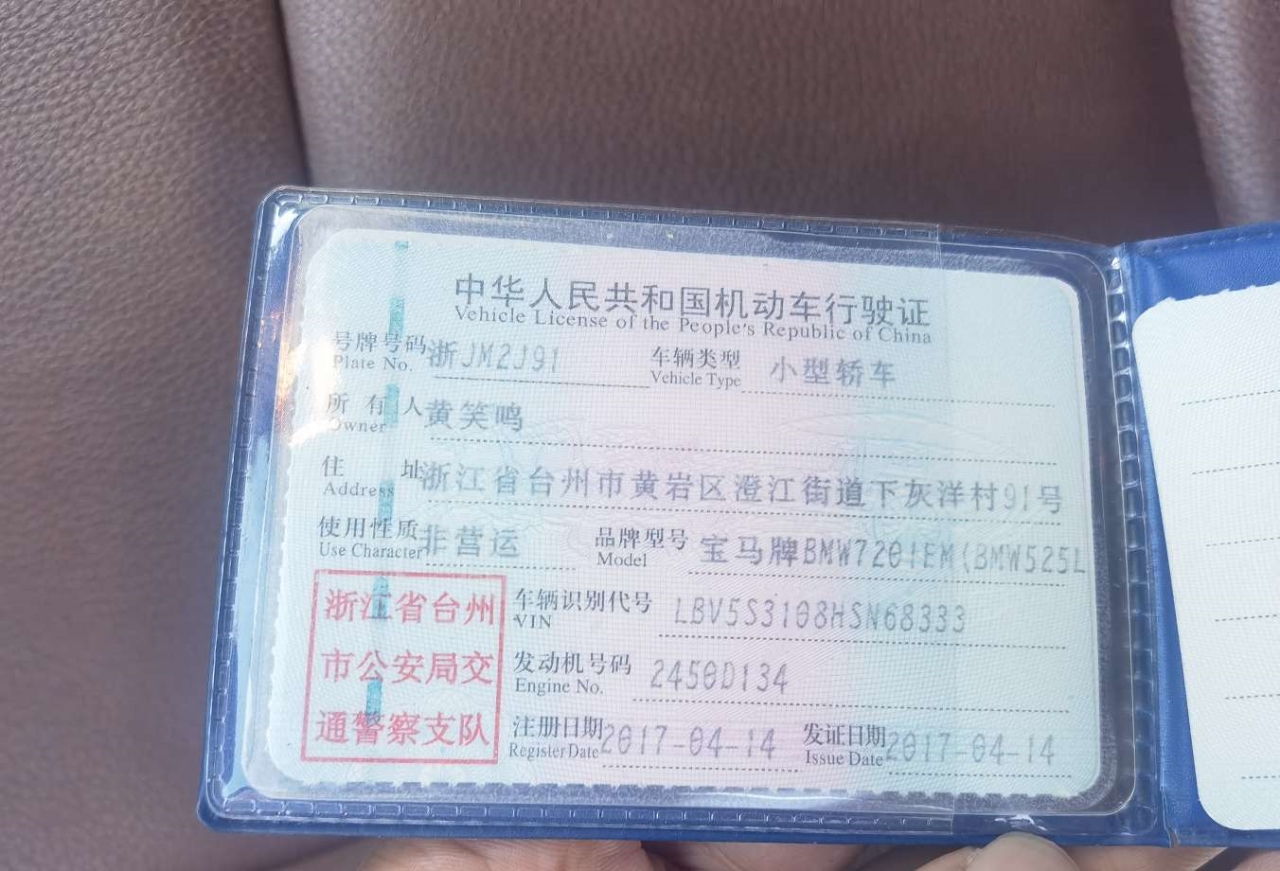 中华人民共和国机动车行驶证
Vehicle License of the People's Republic of China
号牌号码 浙JM2J91 车辆类型 小型轿车
Plate No. Vehicle Type
所有人 黄笑鸣
Owner
住址 浙江省台州市黄岩区澄江街道下灰洋村91号
Address
使用性质 非营运 品牌型号 宝马牌BMW7201EM(BMW525L
Use Character Model
浙江省台州
市公安局交
通警察支队
车辆识别代号 LBV5S3108HSN68333
VIN
发动机号码 2450D134
Engine No.
注册日期 2017-04-14 发证日期 2017-04-14
Register Date Issue Date